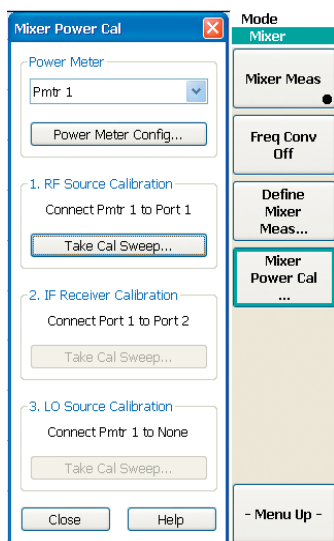 Mixer Power Cal
Power Meter
Pmtr 1
Power Meter Config...
1. RF Source Calibration
Connect Pmtr 1 to Port 1
Take Cal Sweep...
2. IF Receiver Calibration
Connect Port 1 to Port 2
Take Cal Sweep...
3. LO Source Calibration
Connect Pmtr 1 to None
Take Cal Sweep...
Close
Help
Mode
Mixer
Mixer Meas
Freq Conv
Off
Define
Mixer
Meas...
Mixer
Power Cal
...
- Menu Up -